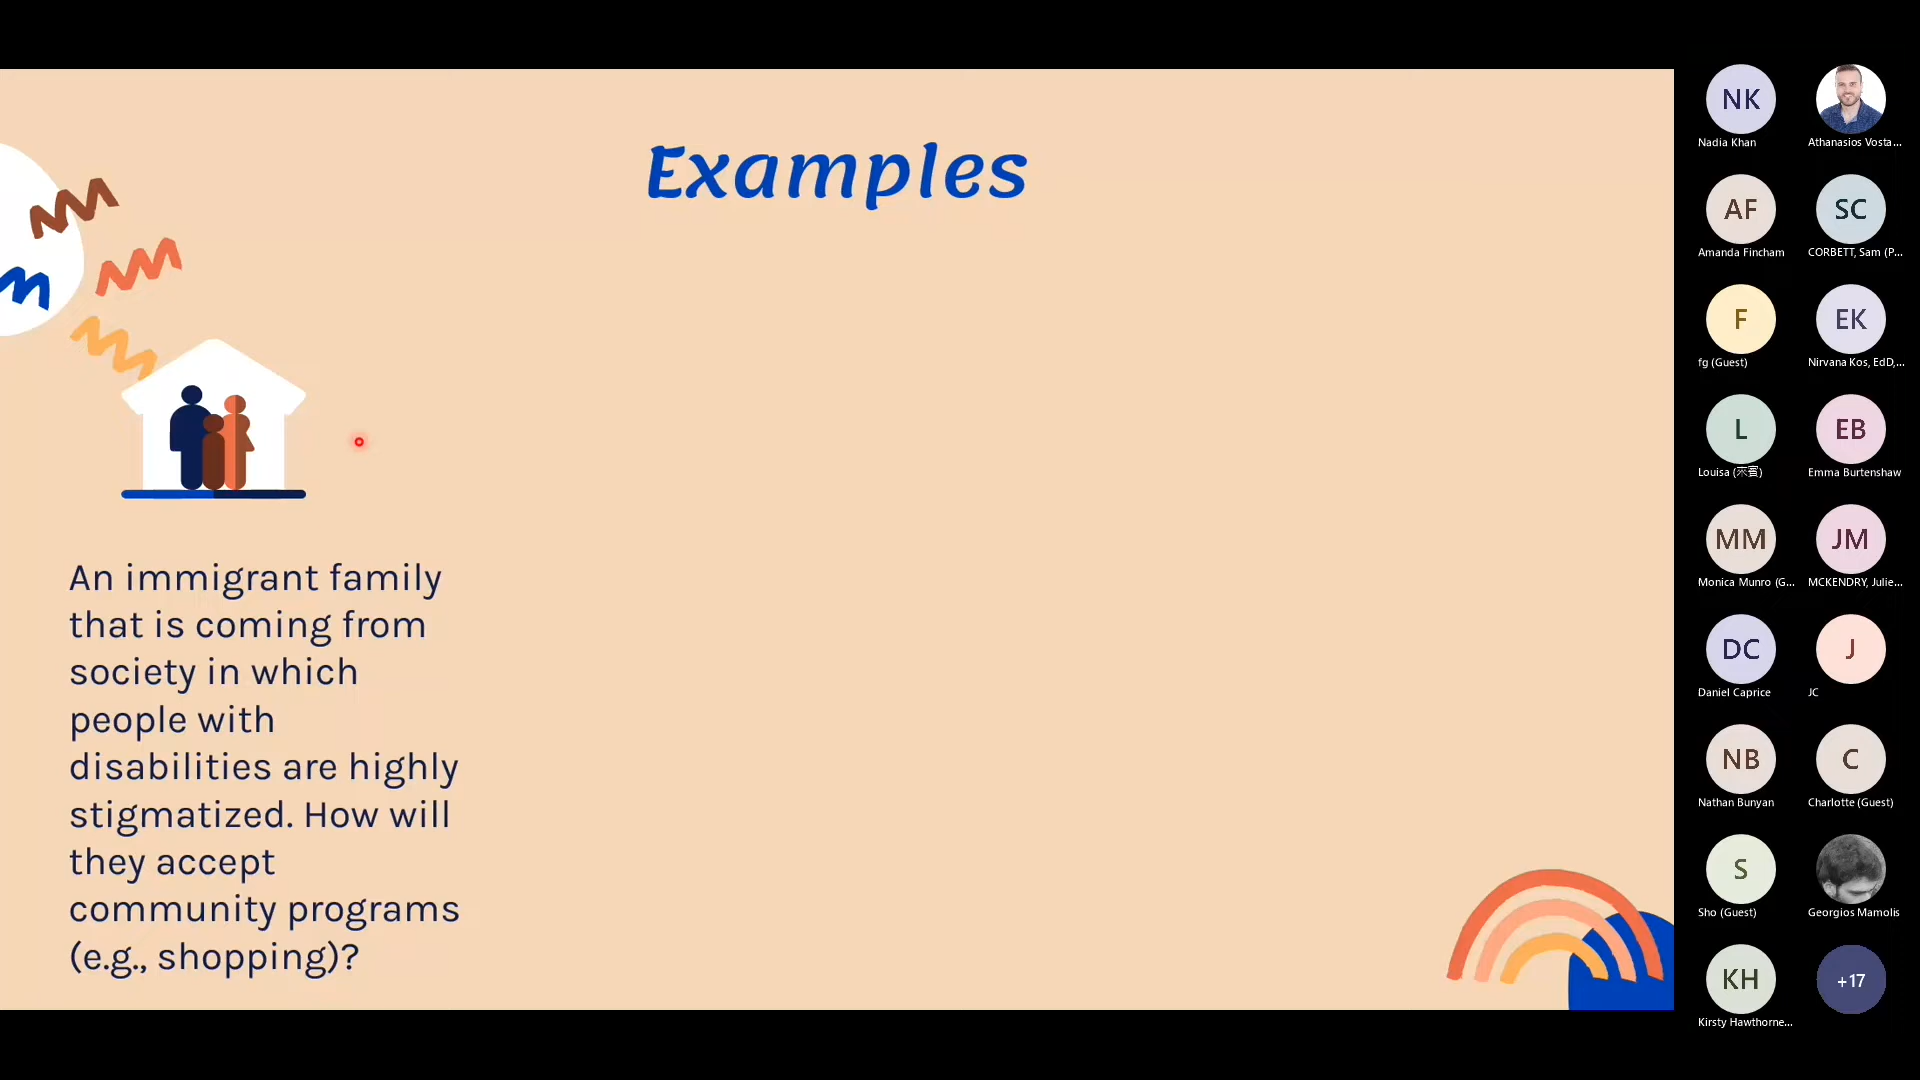 Examples
An immigrant family
that is coming from
society in which
people with
disabilities are highly
stigmatized. How will
they accept
community programs
(e.g., shopping)?
NK
Nadia Khan
Athanasios Vosta...
AF
Amanda Fincham
SC
CORBETT, Sam (P...
F
fg (Guest)
EK
Nirvana Kos, EdD,...
L
Louisa (来賓)
EB
Emma Burtenshaw
MM
Monica Munro (G...
JM
MCKENDRY, Julie...
DC
Daniel Caprice
J
JC
NB
Nathan Bunyan
C
Charlotte (Guest)
S
Sho (Guest)
Georgios Mamolis
KH
Kirsty Hawthorne...
+17